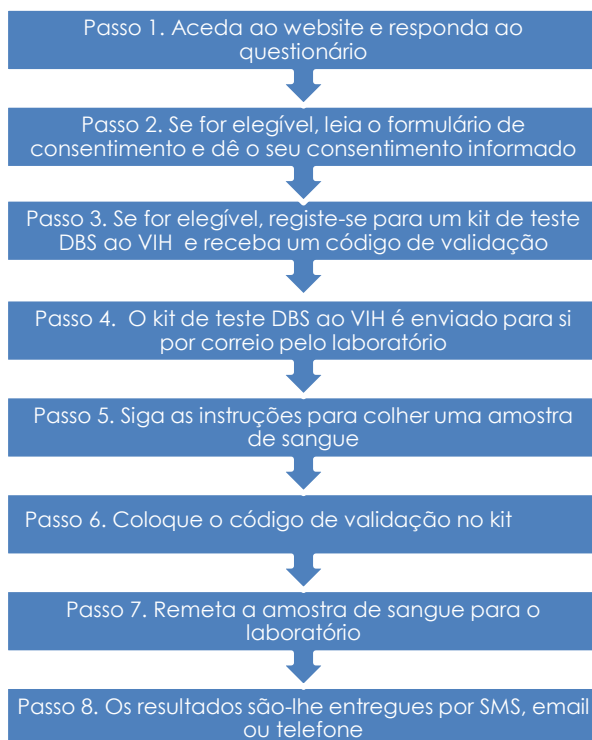 Passo 1. Aceda ao website e responda ao
questionário
Passo 2. Se for elegível, leia o formulário de
consentimento e dê o seu consentimento informado
Passo 3. Se for elegível, registe-se para um kit de teste
DBS ao VIH e receba um código de validação
Passo 4. O kit de teste DBS ao VIH é enviado para si
por correio pelo laboratório
Passo 5. Siga as instruções para colher uma amostra
de sangue
Passo 6. Coloque o código de validação no kit
Passo 7. Remeta a amostra de sangue para o
laboratório
Passo 8. Os resultados são-lhe entregues por SMS, email
ou telefone